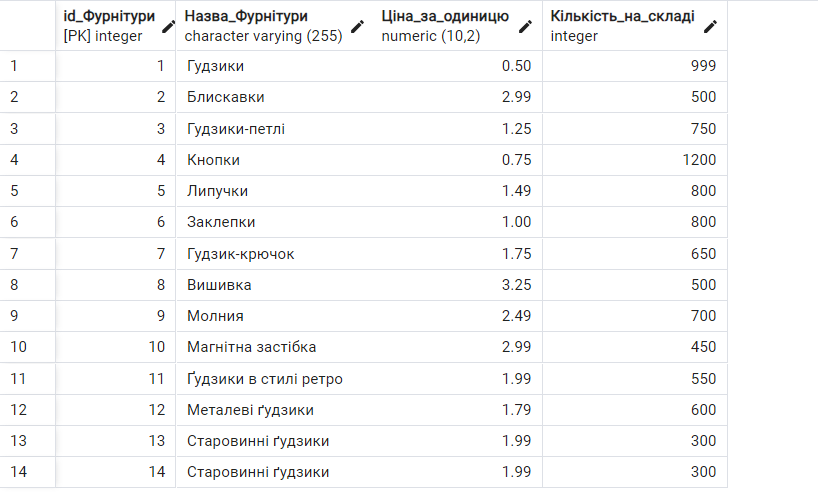 id_Фурнітури Назва_Фурнітури Ціна_за_одиницю Кількість_на_складі
[PK] integer character varying (255) numeric (10,2) integer
1 1 Гудзики 0.50 999
2 2 Блискавки 2.99 500
3 3 Гудзики-петлі 1.25 750
4 4 Кнопки 0.75 1200
5 5 Липучки 1.49 800
6 6 Заклепки 1.00 800
7 7 Гудзик-крючок 1.75 650
8 8 Вишивка 3.25 500
9 9 Молния 2.49 700
10 10 Магнітна застібка 2.99 450
11 11 Ґудзики в стилі ретро 1.99 550
12 12 Металеві ґудзики 1.79 600
13 13 Старовинні ґудзики 1.99 300
14 14 Старовинні ґудзики 1.99 300